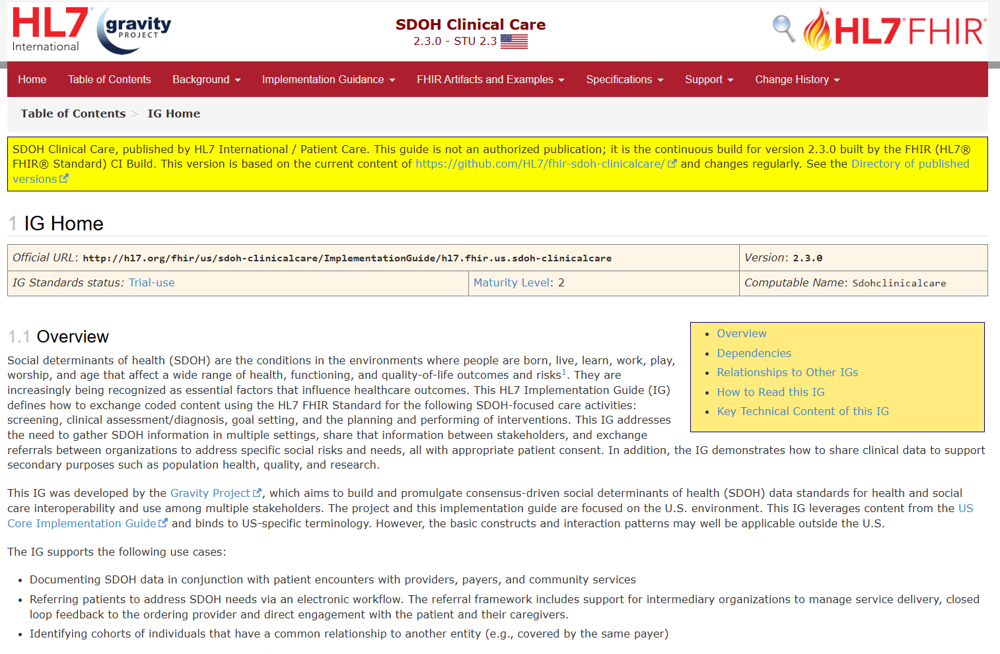 HL7®
International
gravity
PROJECT
SDOH Clinical Care
2.3.0 - STU 2.3
HL7® FHIR®
Home Table of Contents Background Implementation Guidance FHIR Artifacts and Examples Specifications Support Change History
Table of Contents > IG Home
SDOH Clinical Care, published by HL7 International / Patient Care. This guide is not an authorized publication; it is the continuous build for version 2.3.0 built by the FHIR (HL7®
FHIR® Standard) CI Build. This version is based on the current content of https://github.com/HL7/fhir-sdoh-clinicalcare/ and changes regularly. See the Directory of published
versions
1 IG Home
Official URL: http://hl7.org/fhir/us/sdoh-clinicalcare/ImplementationGuide/hl7.fhir.us.sdoh-clinicalcare Version: 2.3.0
IG Standards status: Trial-use Maturity Level: 2 Computable Name: Sdohclinicalcare
1.1 Overview
Social determinants of health (SDOH) are the conditions in the environments where people are born, live, learn, work, play,
worship, and age that affect a wide range of health, functioning, and quality-of-life outcomes and risks1. They are
increasingly being recognized as essential factors that influence healthcare outcomes. This HL7 Implementation Guide (IG)
defines how to exchange coded content using the HL7 FHIR Standard for the following SDOH-focused care activities:
screening, clinical assessment/diagnosis, goal setting, and the planning and performing of interventions. This IG addresses
the need to gather SDOH information in multiple settings, share that information between stakeholders, and exchange
referrals between organizations to address specific social risks and needs, all with appropriate patient consent. In addition, the IG demonstrates how to share clinical data to support
secondary purposes such as population health, quality, and research.
• Overview
• Dependencies
• Relationships to Other IGs
• How to Read this IG
• Key Technical Content of this IG
This IG was developed by the Gravity Project, which aims to build and promulgate consensus-driven social determinants of health (SDOH) data standards for health and social
care interoperability and use among multiple stakeholders. The project and this implementation guide are focused on the U.S. environment. This IG leverages content from the US
Core Implementation Guide and binds to US-specific terminology. However, the basic constructs and interaction patterns may well be applicable outside the U.S.
The IG supports the following use cases:
• Documenting SDOH data in conjunction with patient encounters with providers, payers, and community services
• Referring patients to address SDOH needs via an electronic workflow. The referral framework includes support for intermediary organizations to manage service delivery, closed
loop feedback to the ordering provider and direct engagement with the patient and their caregivers.
• Identifying cohorts of individuals that have a common relationship to another entity (e.g., covered by the same payer)